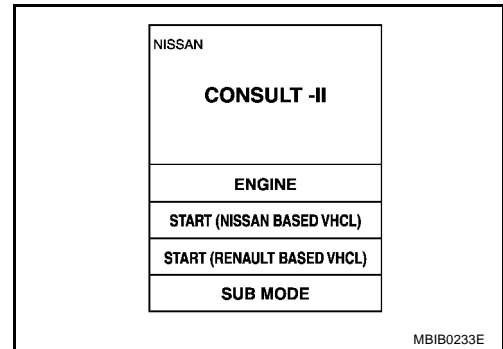 NISSAN
CONSULT -II
ENGINE
START (NISSAN BASED VHCL)
START (RENAULT BASED VHCL)
SUB MODE
MBIB0233E